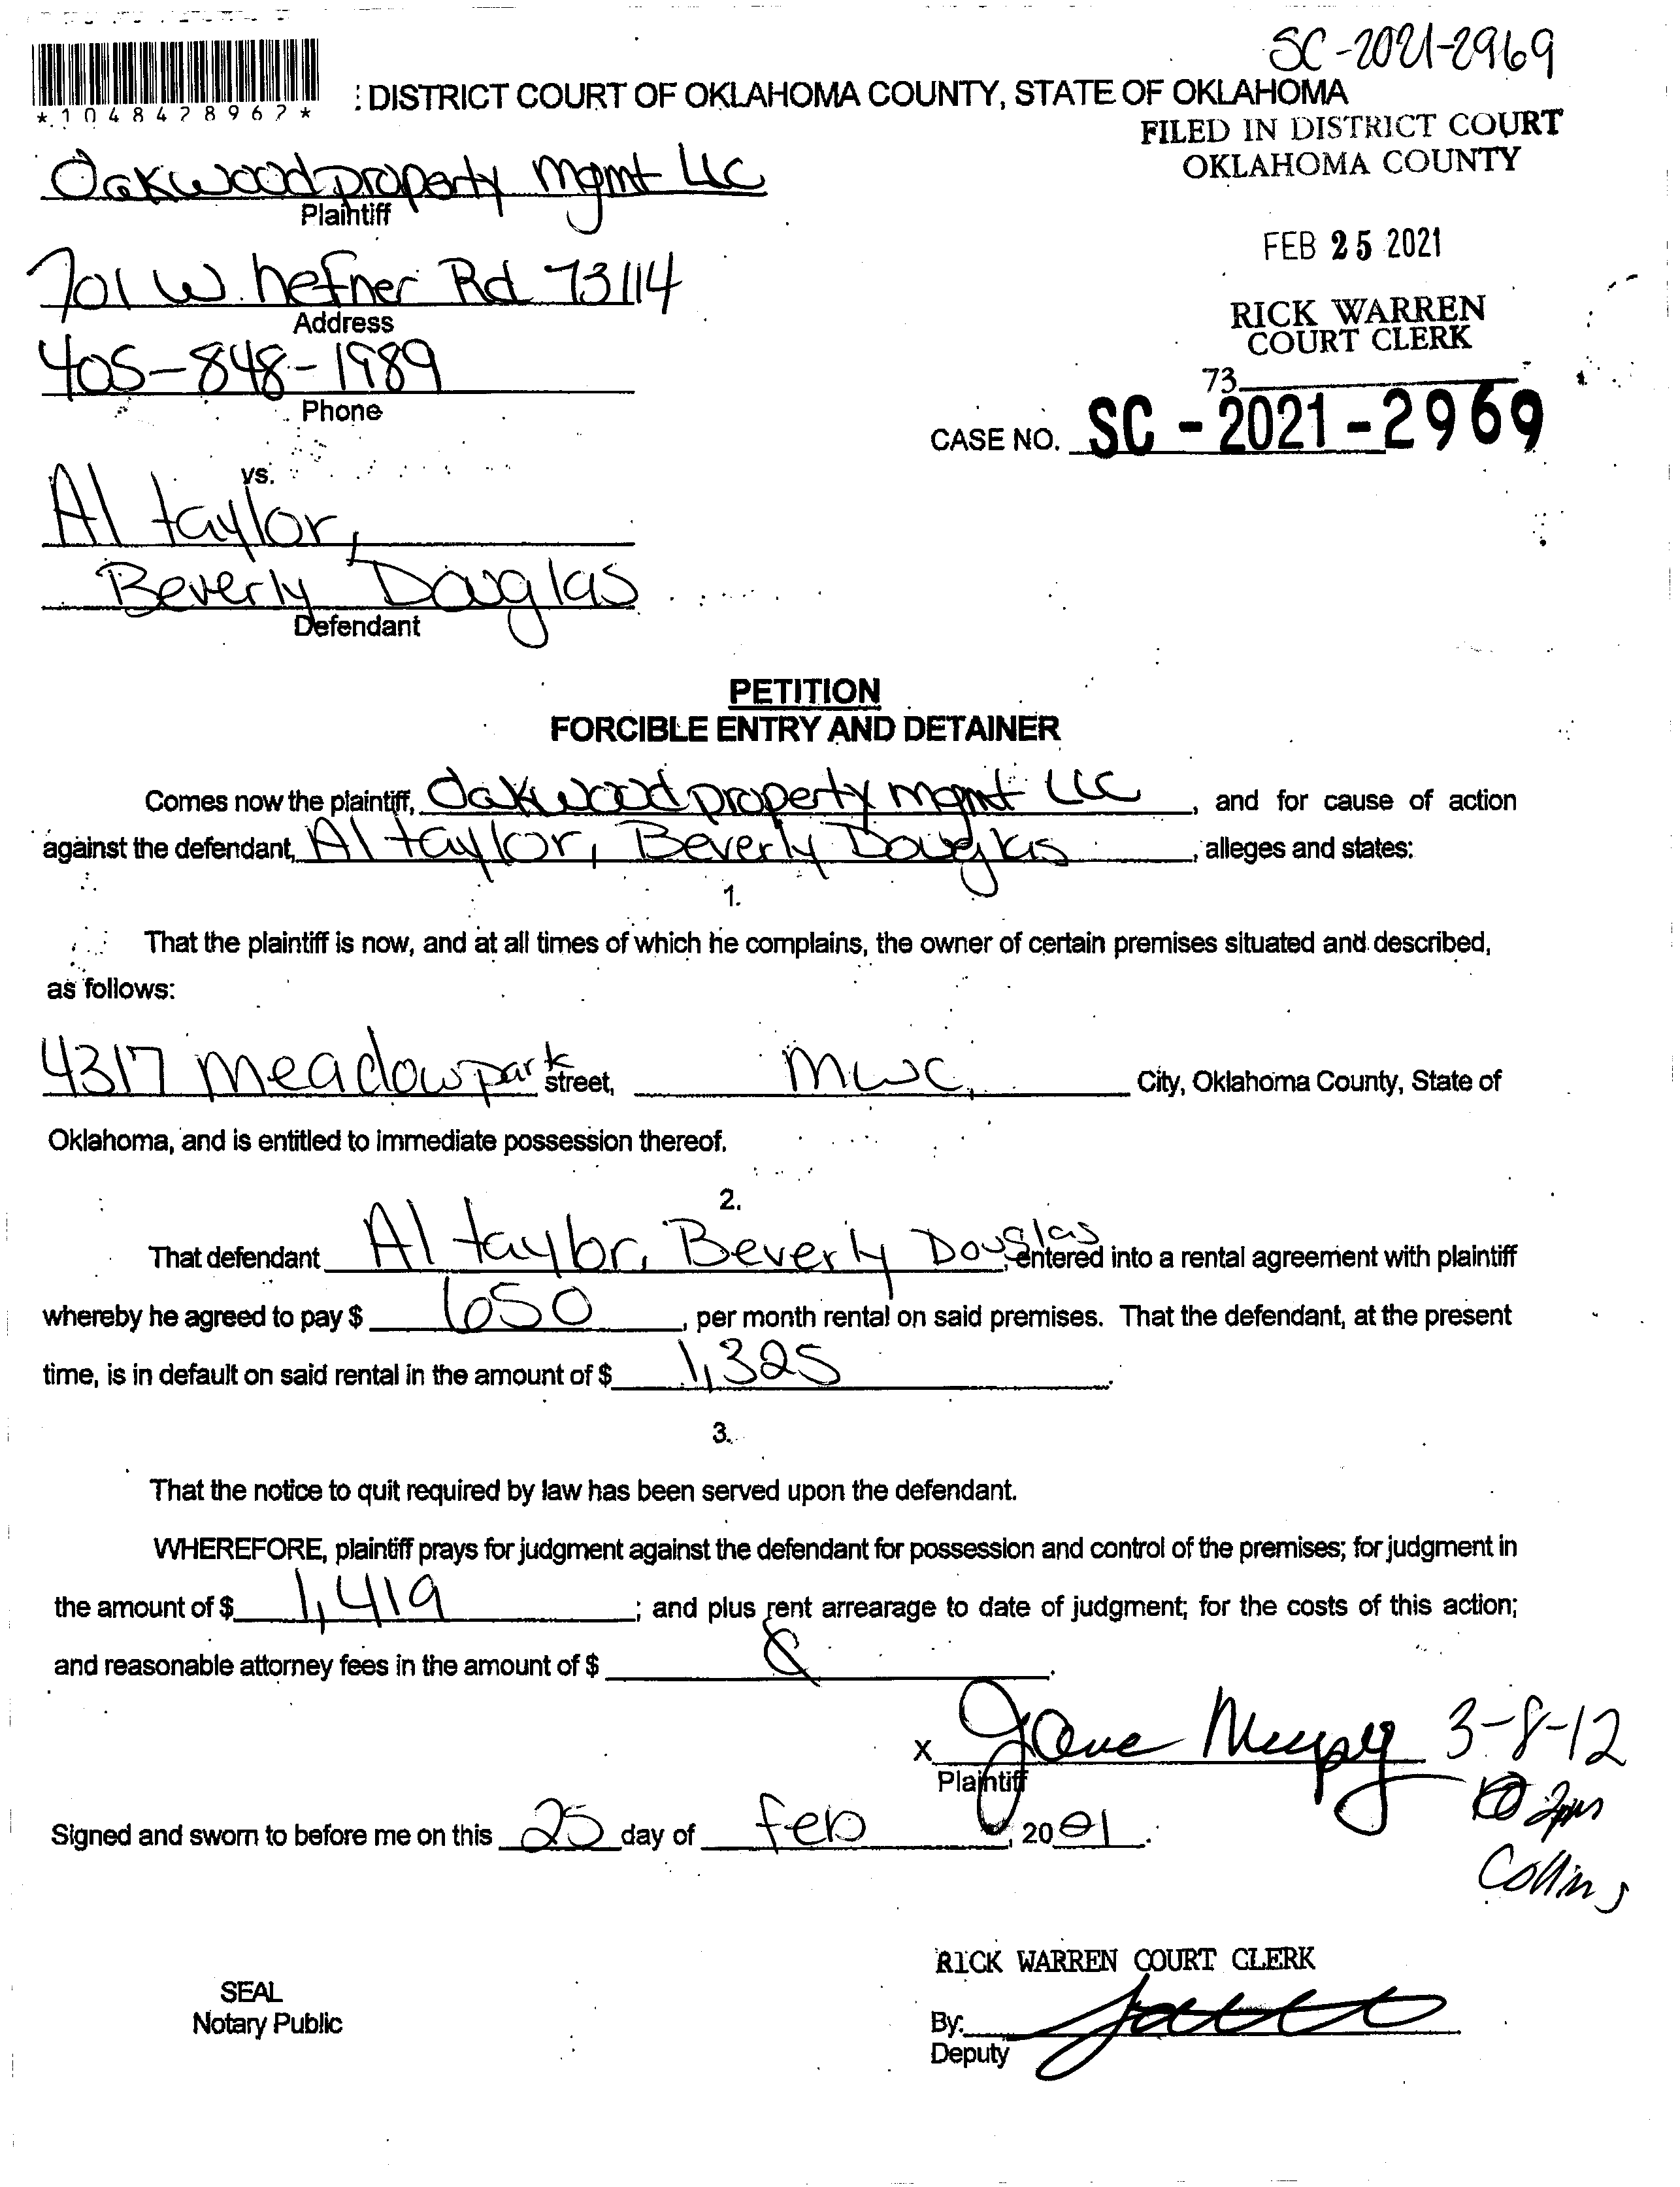 SC-2021-2969
*1048428962*
: DISTRICT COURT OF OKLAHOMA COUNTY, STATE OF OKLAHOMA
FILED IN DISTRICT COURT
OKLAHOMA COUNTY
Oakwood property mgmt LLC
Plaintiff
FEB 25 2021
701 W. hefner Rd 73114
Address
RICK WARREN
COURT CLERK
405-848-1989
Phone
73
CASE NO. SC - 2021 - 2969
vs.
Al taylor,
Beverly Douglas
Defendant
PETITION
FORCIBLE ENTRY AND DETAINER
Comes now the plaintiff, Oakwood property mgmt LLC, and for cause of action
against the defendant, Al taylor, Beverly Douglas, alleges and states:
1.
That the plaintiff is now, and at all times of which he complains, the owner of certain premises situated and described,
as follows:
4317 meadowpark street, mwc City, Oklahoma County, State of
Oklahoma, and is entitled to immediate possession thereof.
2.
That defendant Al taylor, Beverly Douglas, entered into a rental agreement with plaintiff
whereby he agreed to pay $ 650, per month rental on said premises. That the defendant, at the present
time, is in default on said rental in the amount of $ 1,325.
3.
That the notice to quit required by law has been served upon the defendant.
WHEREFORE, plaintiff prays for judgment against the defendant for possession and control of the premises; for judgment in
the amount of $ 1,419; and plus rent arrearage to date of judgment; for the costs of this action;
and reasonable attorney fees in the amount of $
X 3-8-12
Plaintiff
2pm
Signed and sworn to before me on this 25 day of feb, 2021.
Collins
RICK WARREN COURT CLERK
SEAL
Notary Public
By:
Deputy